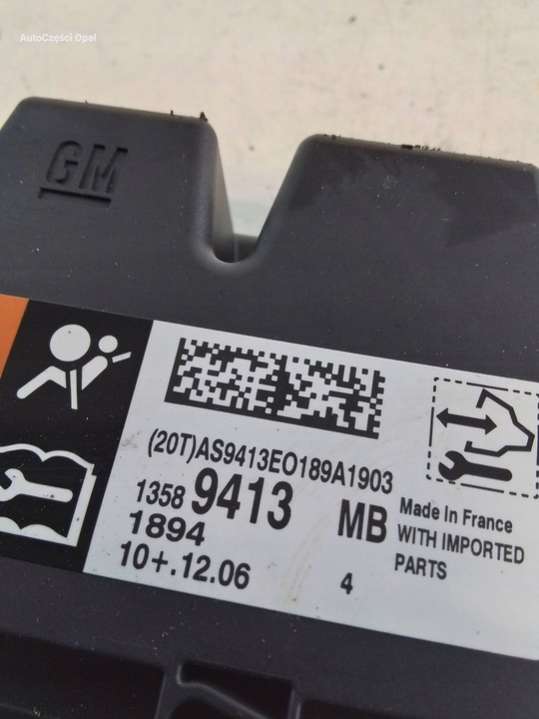 AutoCzęści Opel
GM
(20T)AS9413EO189A1903
1358 9413 MB
1894
10+.12.06 4
Made In France
WITH IMPORTED
PARTS